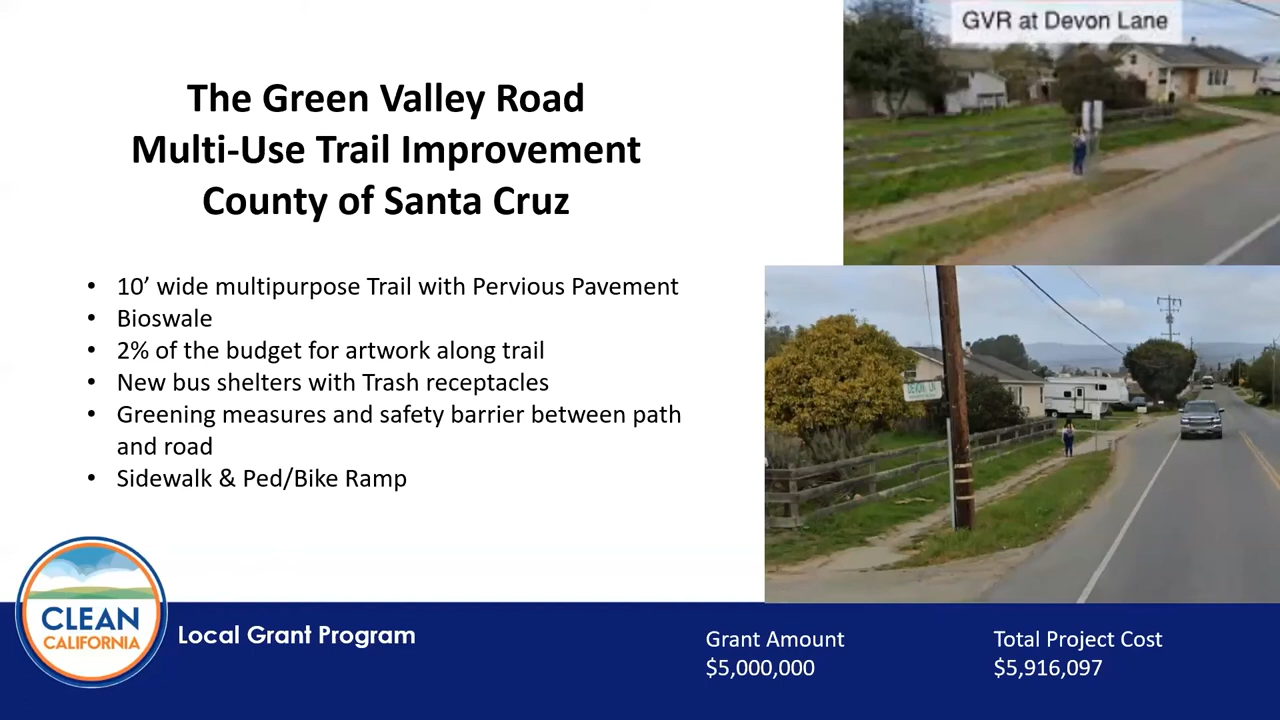 GVR at Devon Lane
The Green Valley Road
Multi-Use Trail Improvement
County of Santa Cruz
• 10’ wide multipurpose Trail with Pervious Pavement
• Bioswale
• 2% of the budget for artwork along trail
• New bus shelters with Trash receptacles
• Greening measures and safety barrier between path
and road
• Sidewalk & Ped/Bike Ramp
DEVON LN
CLEAN
CALIFORNIA
Local Grant Program
Grant Amount
$5,000,000
Total Project Cost
$5,916,097